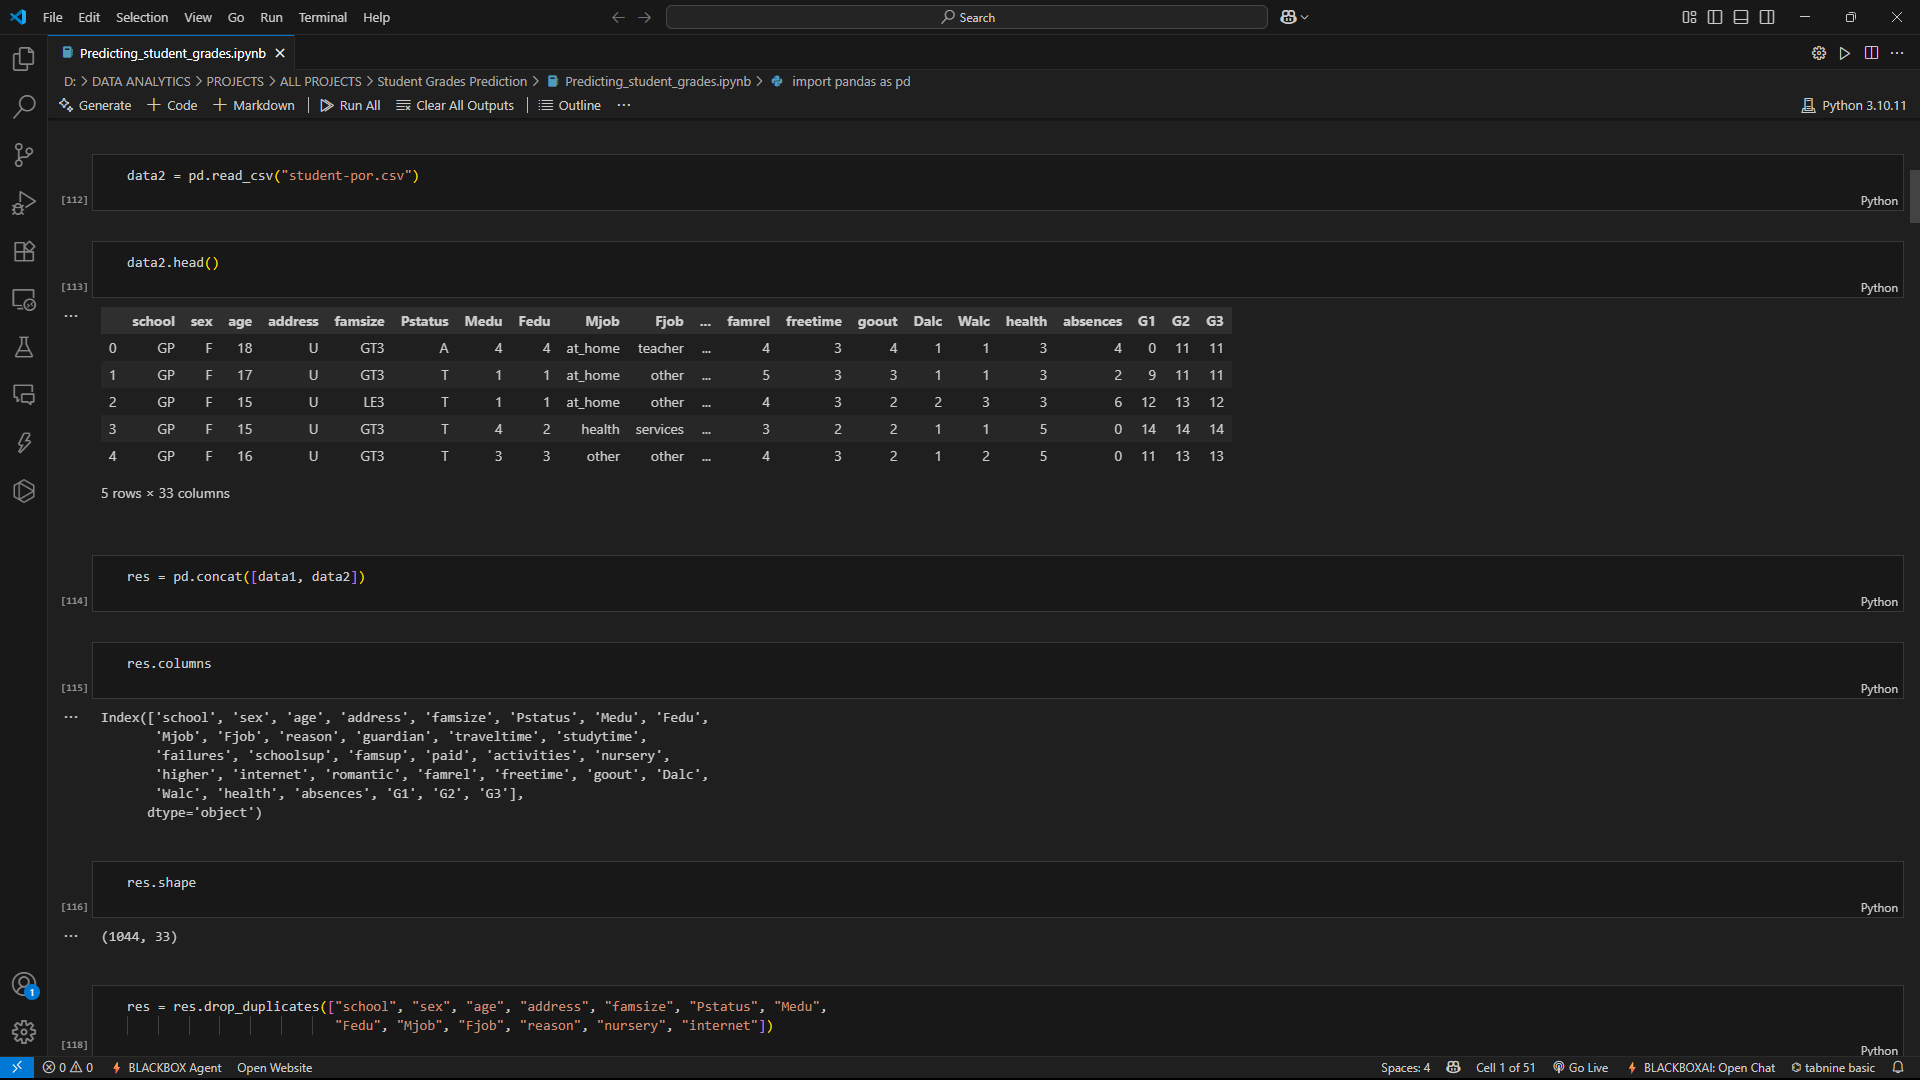 File Edit Selection View Go Run Terminal Help Search
Predicting_student_grades.ipynb
D: > DATA ANALYTICS > PROJECTS > ALL PROJECTS > Student Grades Prediction > Predicting_student_grades.ipynb > import pandas as pd
Generate + Code + Markdown Run All Clear All Outputs Outline ... Python 3.10.11
data2 = pd.read_csv("student-por.csv")
[112] Python
data2.head()
[113] Python
... school sex age address famsize Pstatus Medu Fedu Mjob Fjob ... famrel freetime goout Dalc Walc health absences G1 G2 G3
0 GP F 18 U GT3 A 4 4 at_home teacher ... 4 3 4 1 1 3 4 0 11 11
1 GP F 17 U GT3 T 1 1 at_home other ... 5 3 3 1 1 3 2 9 11 11
2 GP F 15 U LE3 T 1 1 at_home other ... 4 3 2 2 3 3 6 12 13 12
3 GP F 15 U GT3 T 4 2 health services ... 3 2 2 1 1 5 0 14 14 14
4 GP F 16 U GT3 T 3 3 other other ... 4 3 2 1 2 5 0 11 13 13
5 rows × 33 columns
res = pd.concat([data1, data2])
[114] Python
res.columns
[115] Python
... Index(['school', 'sex', 'age', 'address', 'famsize', 'Pstatus', 'Medu', 'Fedu',
'Mjob', 'Fjob', 'reason', 'guardian', 'traveltime', 'studytime',
'failures', 'schoolsup', 'famsup', 'paid', 'activities', 'nursery',
'higher', 'internet', 'romantic', 'famrel', 'freetime', 'goout', 'Dalc',
'Walc', 'health', 'absences', 'G1', 'G2', 'G3'],
dtype='object')
res.shape
[116] Python
... (1044, 33)
res = res.drop_duplicates(["school", "sex", "age", "address", "famsize", "Pstatus", "Medu",
"Fedu", "Mjob", "Fjob", "reason", "nursery", "internet"])
[118] Python
1
0 0 BLACKBOX Agent Open Website Spaces: 4 Cell 1 of 51 Go Live BLACKBOXAI: Open Chat tabnine basic